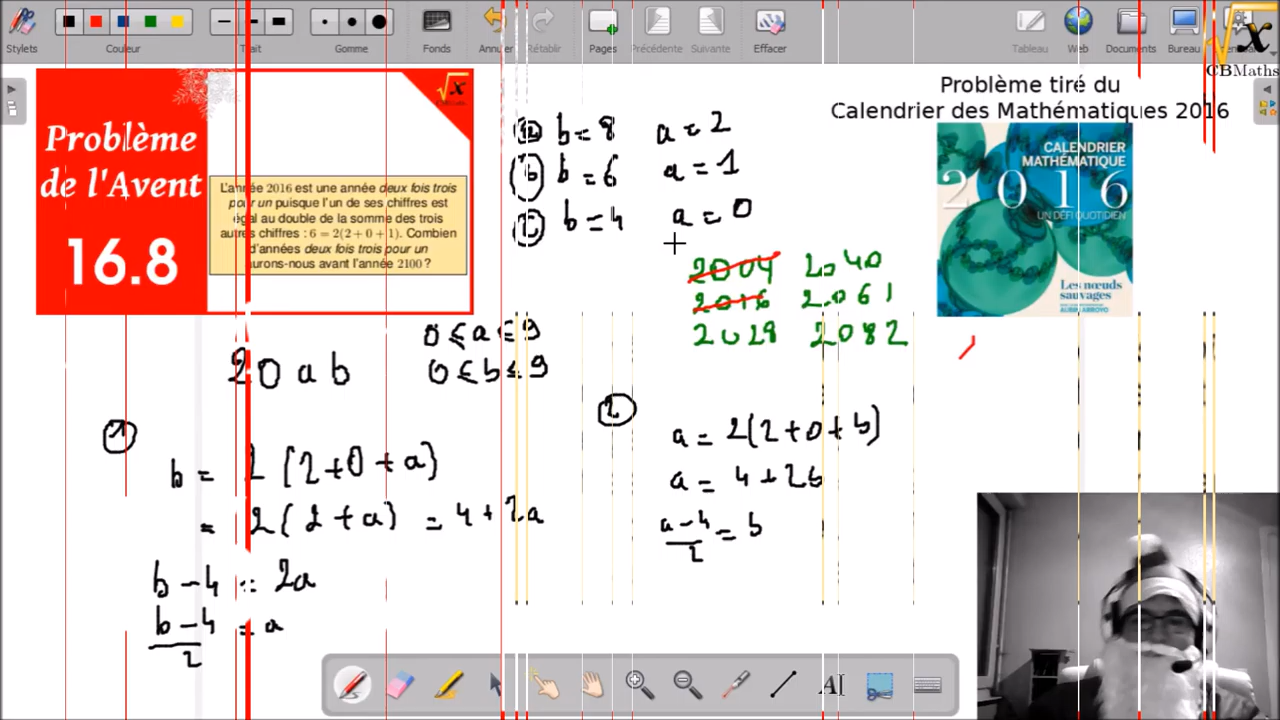 Stylets Couleur Trait Gomme Fonds Annuler Rétablir Pages Précédente Suivante Effacer Tableau Web Documents Bureau
CBMaths
Problème
de l'Avent
16.8
L'année 2016 est une année deux fois trois
pour un puisque l'un de ses chiffres est
égal au double de la somme des trois
autres chiffres : 6 = 2(2+0+1). Combien
d'années deux fois trois pour un
aurons-nous avant l'année 2100 ?
Problème tiré du
Calendrier des Mathématiques 2016
CALENDRIER
MATHÉMATIQUE
2016
UN DÉFI QUOTIDIEN
Les nœuds
sauvages
b = 8 a = 2
b = 6 a = 1
b = 4 a = 0
2004 2040
2016 2061
2028 2082
0 ≤ a ≤ 9
20ab 0 ≤ b ≤ 9
①
b = 2(2+0+a)
= 2(2+a) = 4+2a
b-4 = 2a
b-4/2 = a
②
a = 2(2+0+b)
a = 4+2b
a-4/2 = b